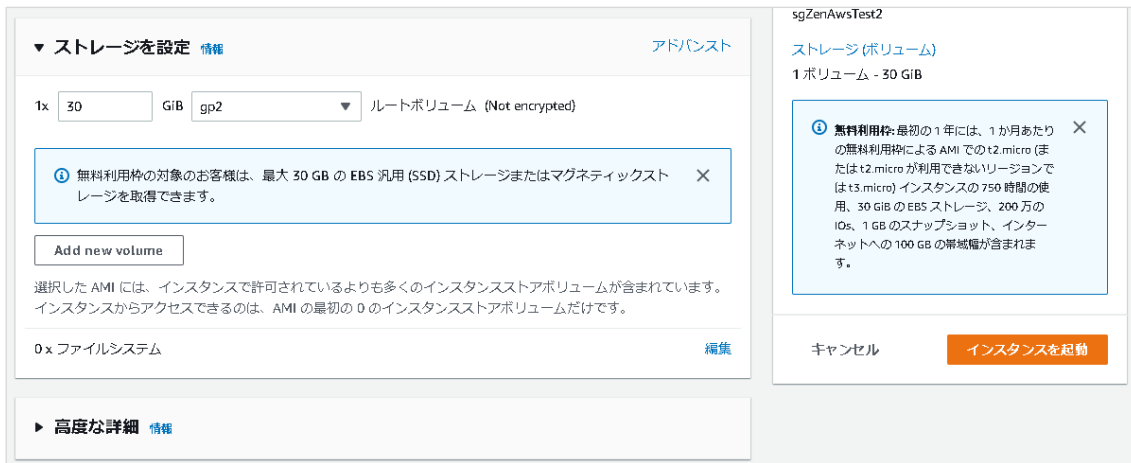 ▼ ストレージを設定 情報
アドバンスト
1x 30 GiB gp2 ▼ ルートボリューム (Not encrypted)
無料利用枠の対象のお客様は、最大 30 GB の EBS 汎用 (SSD) ストレージまたはマグネティックスト
レージを取得できます。
Add new volume
選択した AMI には、インスタンスで許可されているよりも多くのインスタンスストアボリュームが含まれています。
インスタンスからアクセスできるのは、AMI の最初の 0 のインスタンスストアボリュームだけです。
0 x ファイルシステム
編集
▶ 高度な詳細 情報
sgZenAwsTest2
ストレージ (ボリューム)
1 ボリューム - 30 GiB
無料利用枠: 最初の 1 年には、1 か月あたり
の無料利用枠による AMI での t2.micro (ま
たは t2.micro が利用できないリージョンで
は t3.micro) インスタンスの 750 時間の使
用、30 GiB の EBS ストレージ、200 万の
IOs、1 GB のスナップショット、インター
ネットへの 100 GB の帯域幅が含まれま
す。
キャンセル
インスタンスを起動